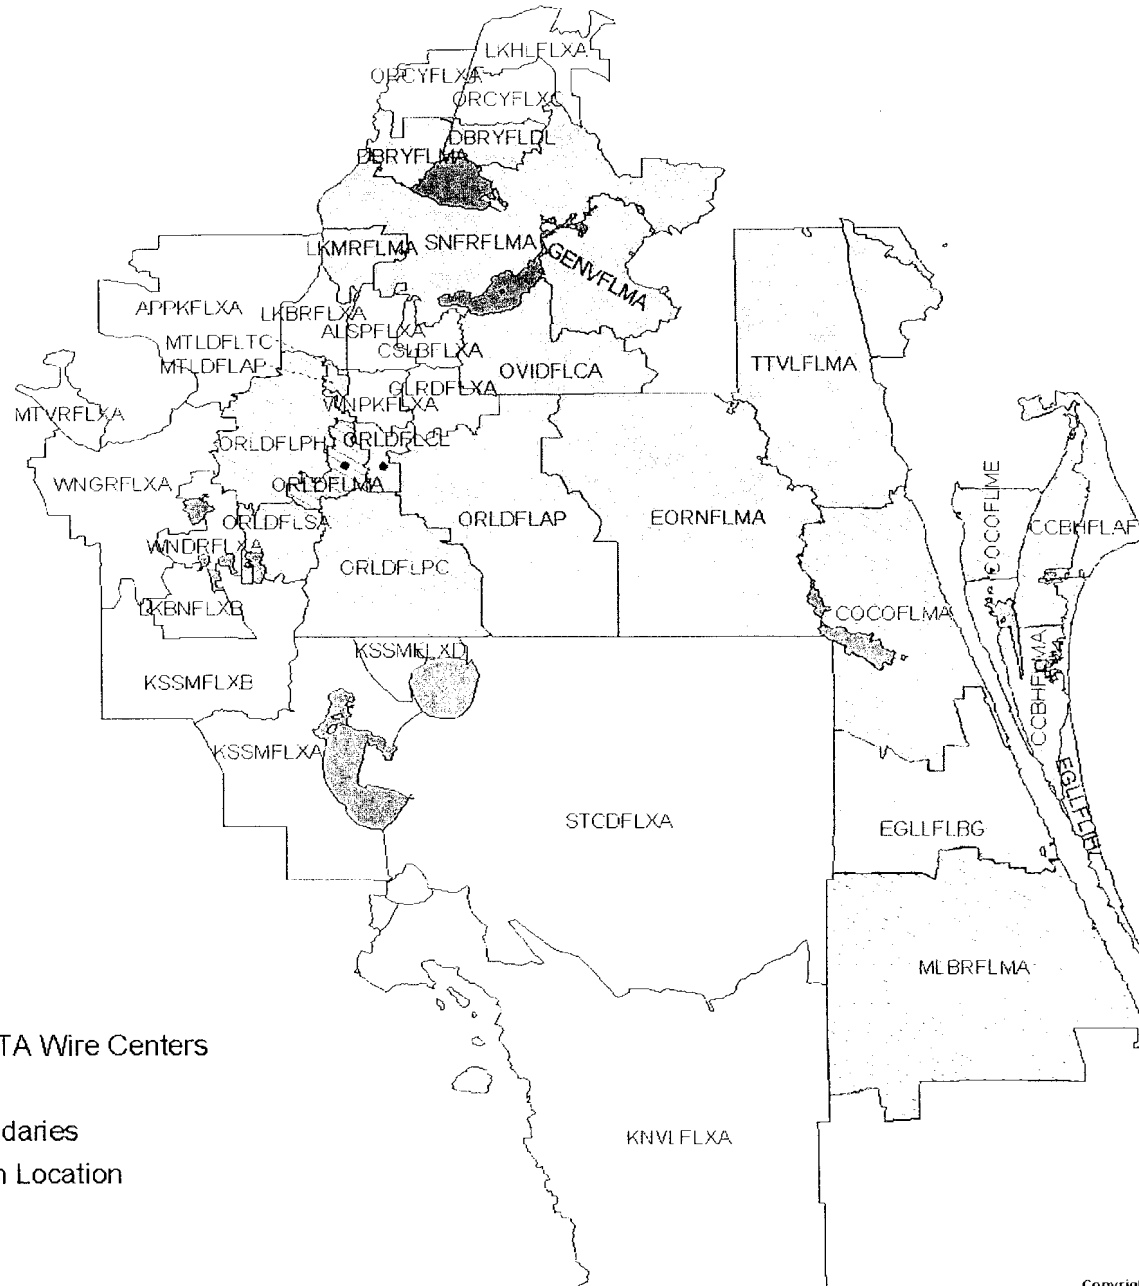 LKHLFLXA
ORCYFLXA
ORCYFLXC
DBRYFLDL
DBRYFLMA
LKMRFLMA
SNFRFLMA
GENVFLMA
APPKFLXA
LKBRFLXA
ALSPFLXA
MTLDFLTC
CSLBFLXA
MTLDFLAP
OVIDFLCA
TTVLFLMA
GLRDFLXA
WNPKFLXA
MTVRFLXA
ORLDFLPH
ORLDFLCL
WNGRFLXA
ORLDFLMA
COCOFLME
CCBHFLAF
ORLDFLSA
ORLDFLAP
EORNFLMA
WNDRFLXA
ORLDFLPC
LKBNFLXB
COCOFLMA
KSSMFLXD
CCBHFLMA
KSSMFLXB
KSSMFLXA
STCDFLXA
EGLLFLBG
EGLLFLIH
MLBRFLMA
TA Wire Centers
daries
n Location
KNVLFLXA
Copyrig